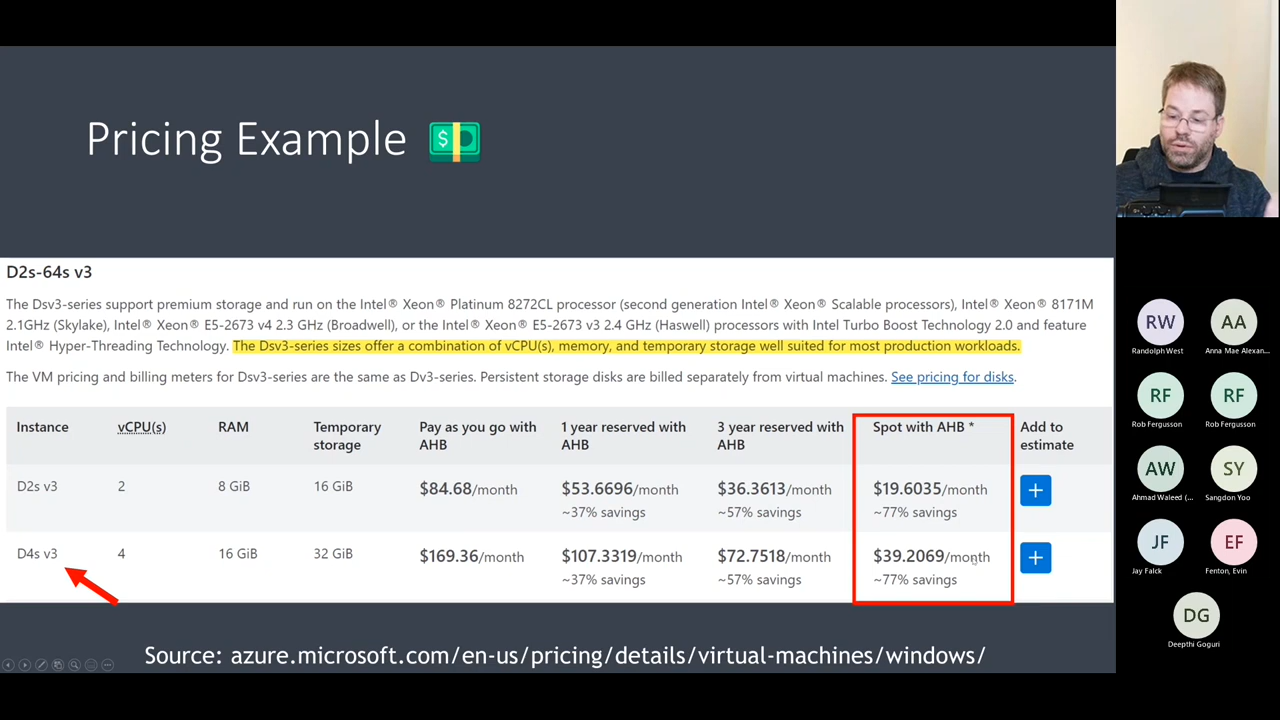 Pricing Example
D2s-64s v3
The Dsv3-series support premium storage and run on the Intel® Xeon® Platinum 8272CL processor (second generation Intel® Xeon® Scalable processors), Intel® Xeon® 8171M
2.1GHz (Skylake), Intel® Xeon® E5-2673 v4 2.3 GHz (Broadwell), or the Intel® Xeon® E5-2673 v3 2.4 GHz (Haswell) processors with Intel Turbo Boost Technology 2.0 and feature
Intel® Hyper-Threading Technology. The Dsv3-series sizes offer a combination of vCPU(s), memory, and temporary storage well suited for most production workloads.
The VM pricing and billing meters for Dsv3-series are the same as Dv3-series. Persistent storage disks are billed separately from virtual machines. See pricing for disks.
Instance vCPU(s) RAM Temporary storage Pay as you go with AHB 1 year reserved with AHB 3 year reserved with AHB Spot with AHB * Add to estimate
D2s v3 2 8 GiB 16 GiB $84.68/month $53.6696/month $36.3613/month $19.6035/month +
~37% savings ~57% savings ~77% savings
D4s v3 4 16 GiB 32 GiB $169.36/month $107.3319/month $72.7518/month $39.2069/month +
~37% savings ~57% savings ~77% savings
Source: azure.microsoft.com/en-us/pricing/details/virtual-machines/windows/
RW AA
Randolph West Anna Mae Alexan...
RF RF
Rob Fergusson Rob Fergusson
AW SY
Ahmad Waleed (... Sangdon Yoo
JF EF
Jay Falck Fenton, Evin
DG
Deepthi Goguri